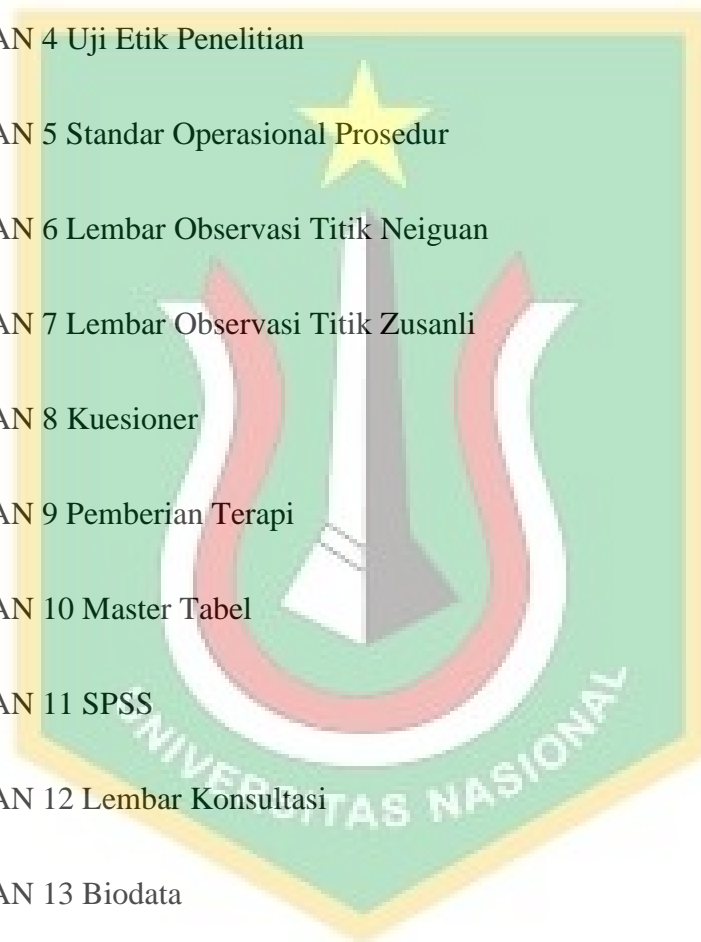 AN 4 Uji Etik Penelitian
AN 5 Standar Operasional Prosedur
AN 6 Lembar Observasi Titik Neiguan
AN 7 Lembar Observasi Titik Zusanli
AN 8 Kuesioner
AN 9 Pemberian Terapi
AN 10 Master Tabel
AN 11 SPSS
UNIVERSITAS NASIONAL
AN 12 Lembar Konsultasi
AN 13 Biodata